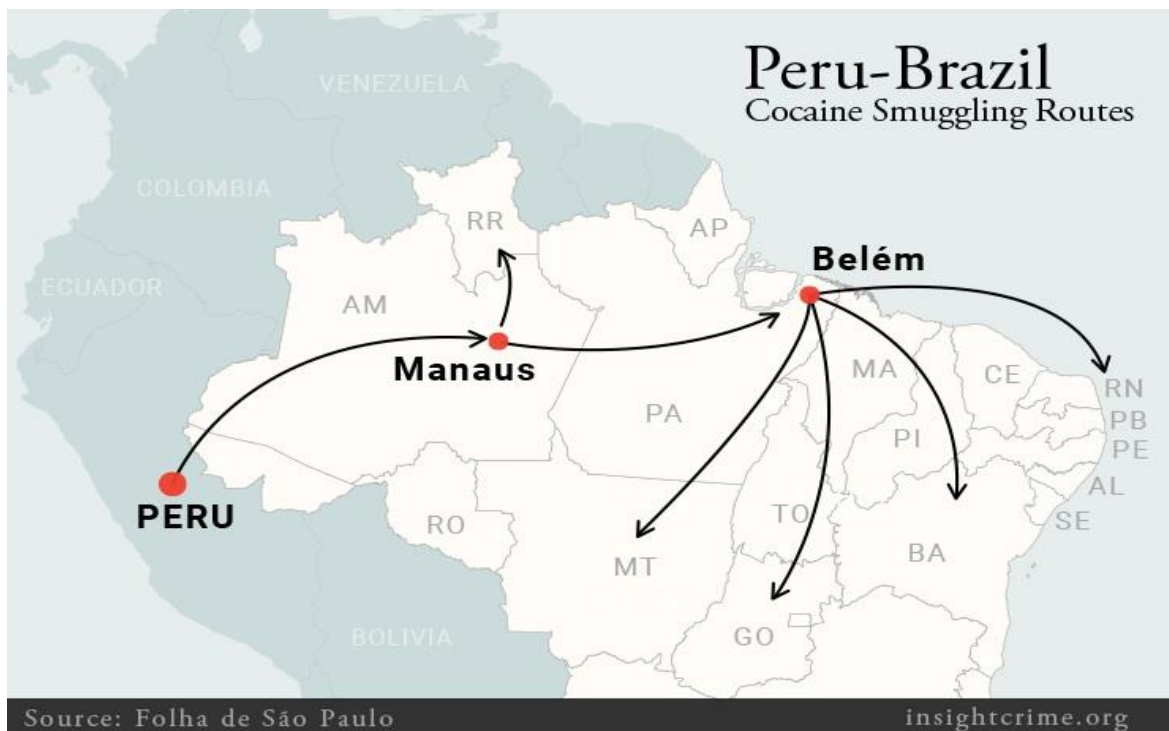 Peru-Brazil
Cocaine Smuggling Routes
VENEZUELA
COLOMBIA
RR
AP
Belém
ECUADOR
AM
Manaus
MA
CE
RN
PA
PB
PI
PE
PERU
AL
TO
SE
RO
BA
MT
GO
BOLIVIA
Source: Folha de São Paulo
insightcrime.org